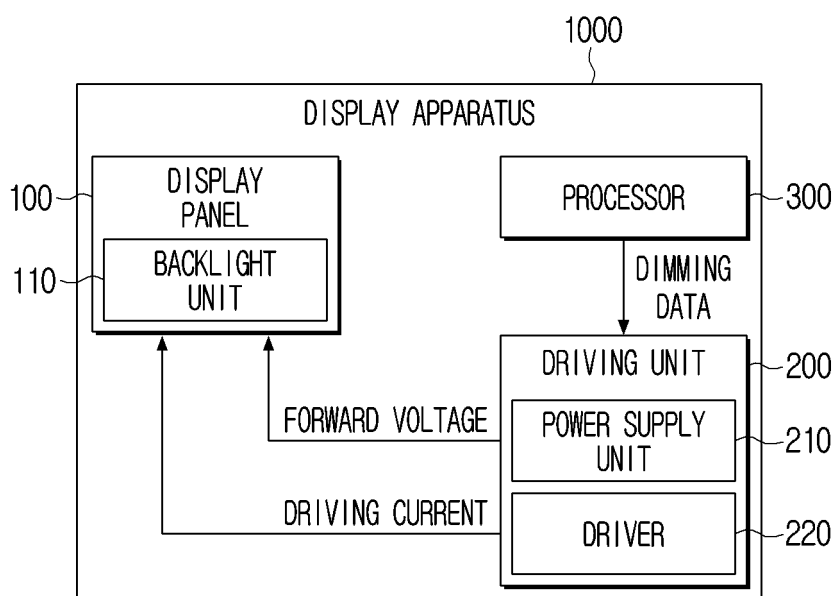 1000
DISPLAY APPARATUS
100
DISPLAY
PANEL
110
BACKLIGHT
UNIT
PROCESSOR
300
DIMMING
DATA
DRIVING UNIT
200
FORWARD VOLTAGE
POWER SUPPLY
UNIT
210
DRIVING CURRENT
DRIVER
220